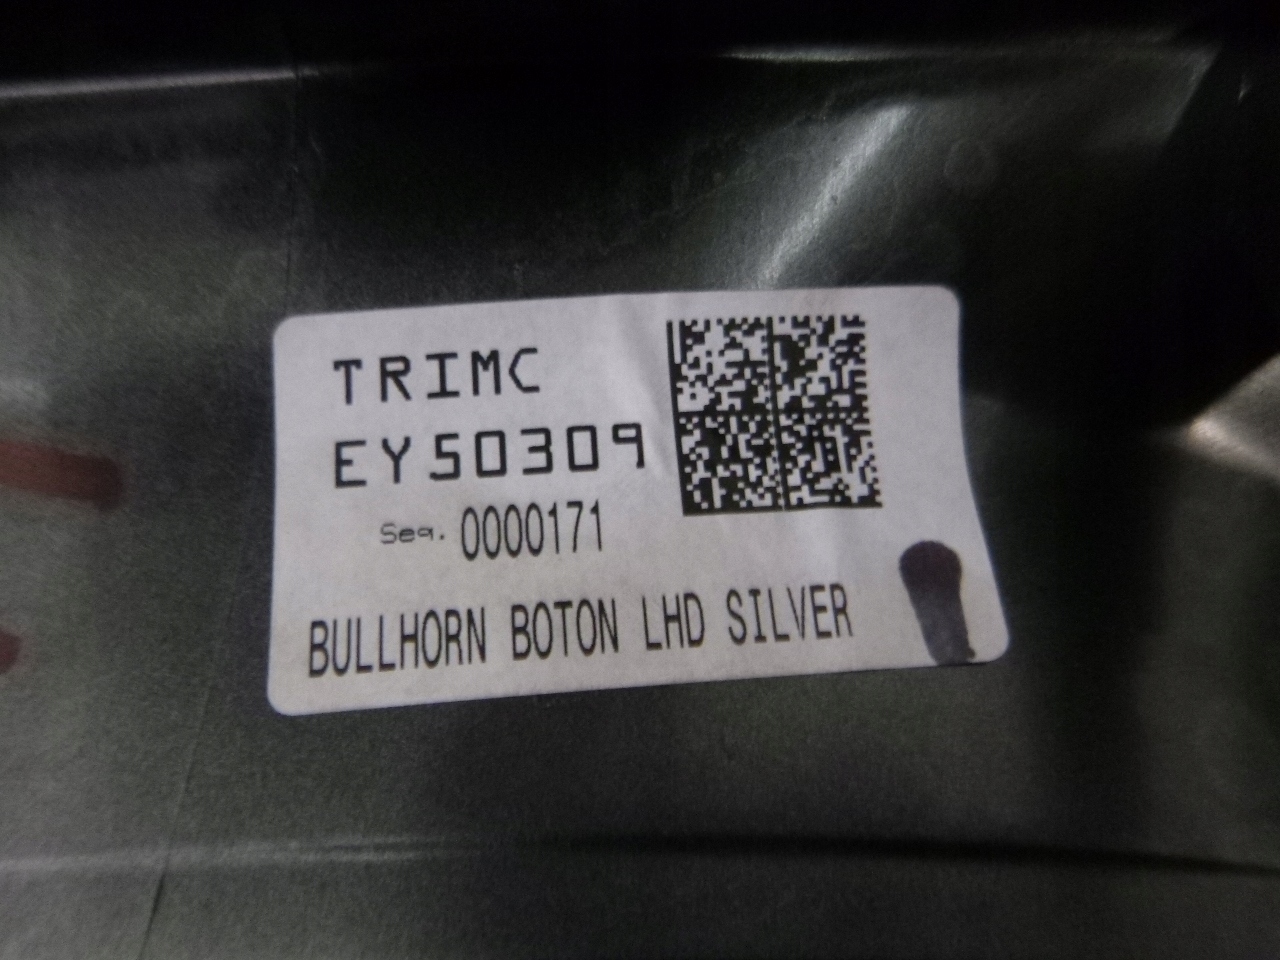 TRIMC
EY50309
Seq. 0000171
BULLHORN BOTON LHD SILVER